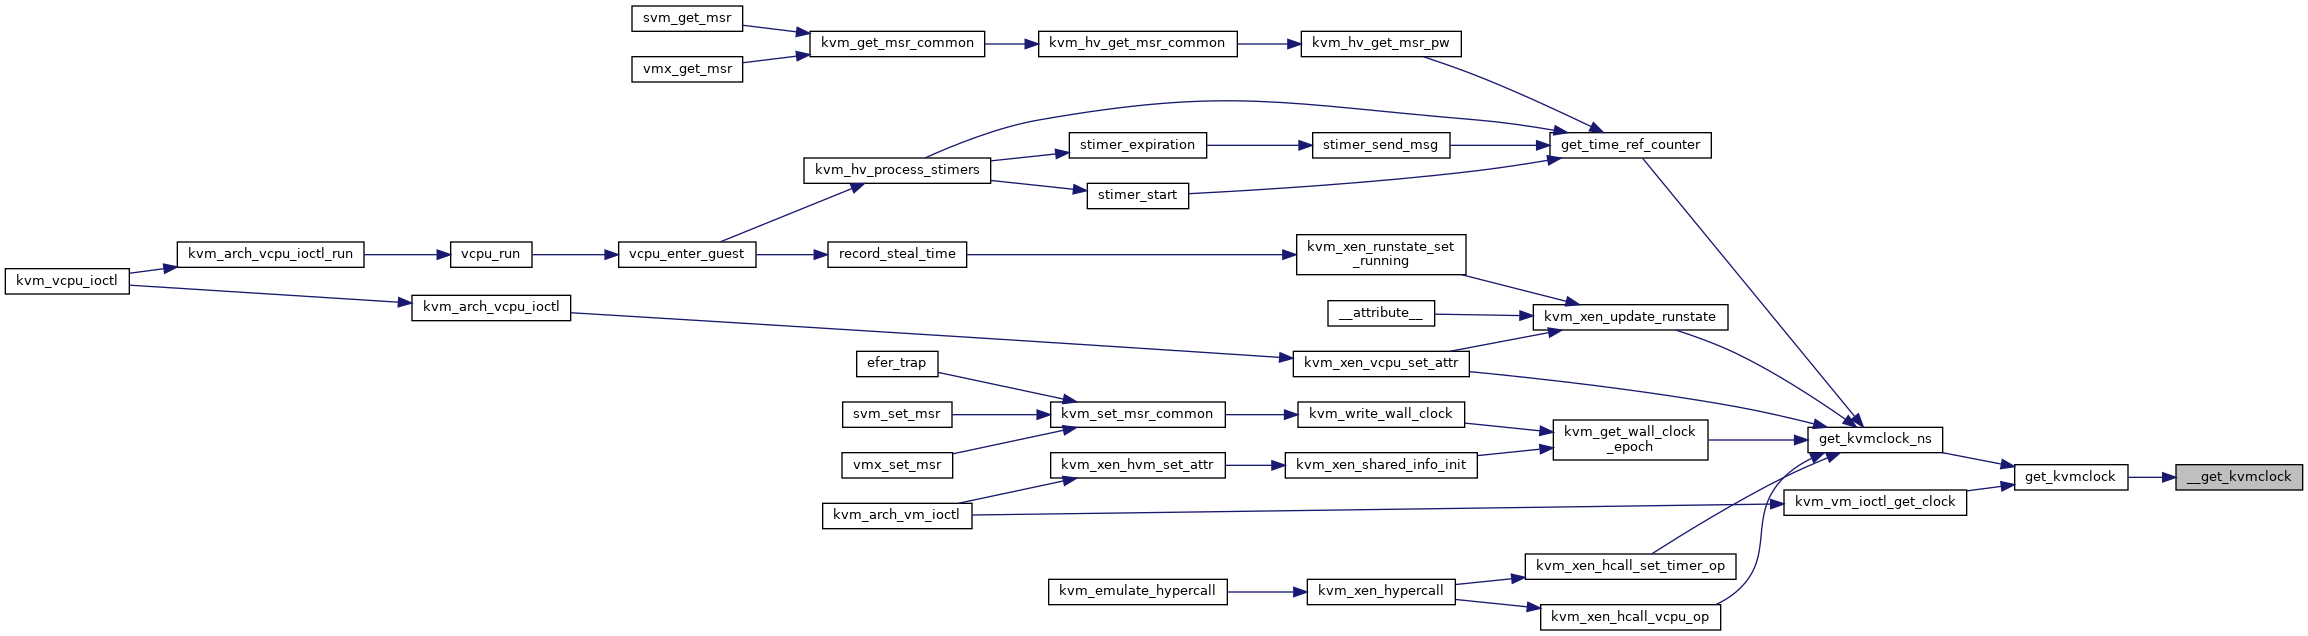 svm_get_msr
kvm_get_msr_common
kvm_hv_get_msr_common
kvm_hv_get_msr_pw
vmx_get_msr
stimer_expiration
stimer_send_msg
get_time_ref_counter
kvm_hv_process_stimers
stimer_start
kvm_arch_vcpu_ioctl_run
vcpu_run
vcpu_enter_guest
record_steal_time
kvm_xen_runstate_set
_running
kvm_vcpu_ioctl
kvm_arch_vcpu_ioctl
__attribute__
kvm_xen_update_runstate
efer_trap
kvm_xen_vcpu_set_attr
svm_set_msr
kvm_set_msr_common
kvm_write_wall_clock
kvm_get_wall_clock
_epoch
get_kvmclock_ns
vmx_set_msr
kvm_xen_hvm_set_attr
kvm_xen_shared_info_init
get_kvmclock
__get_kvmclock
kvm_arch_vm_ioctl
kvm_vm_ioctl_get_clock
kvm_xen_hcall_set_timer_op
kvm_emulate_hypercall
kvm_xen_hypercall
kvm_xen_hcall_vcpu_op